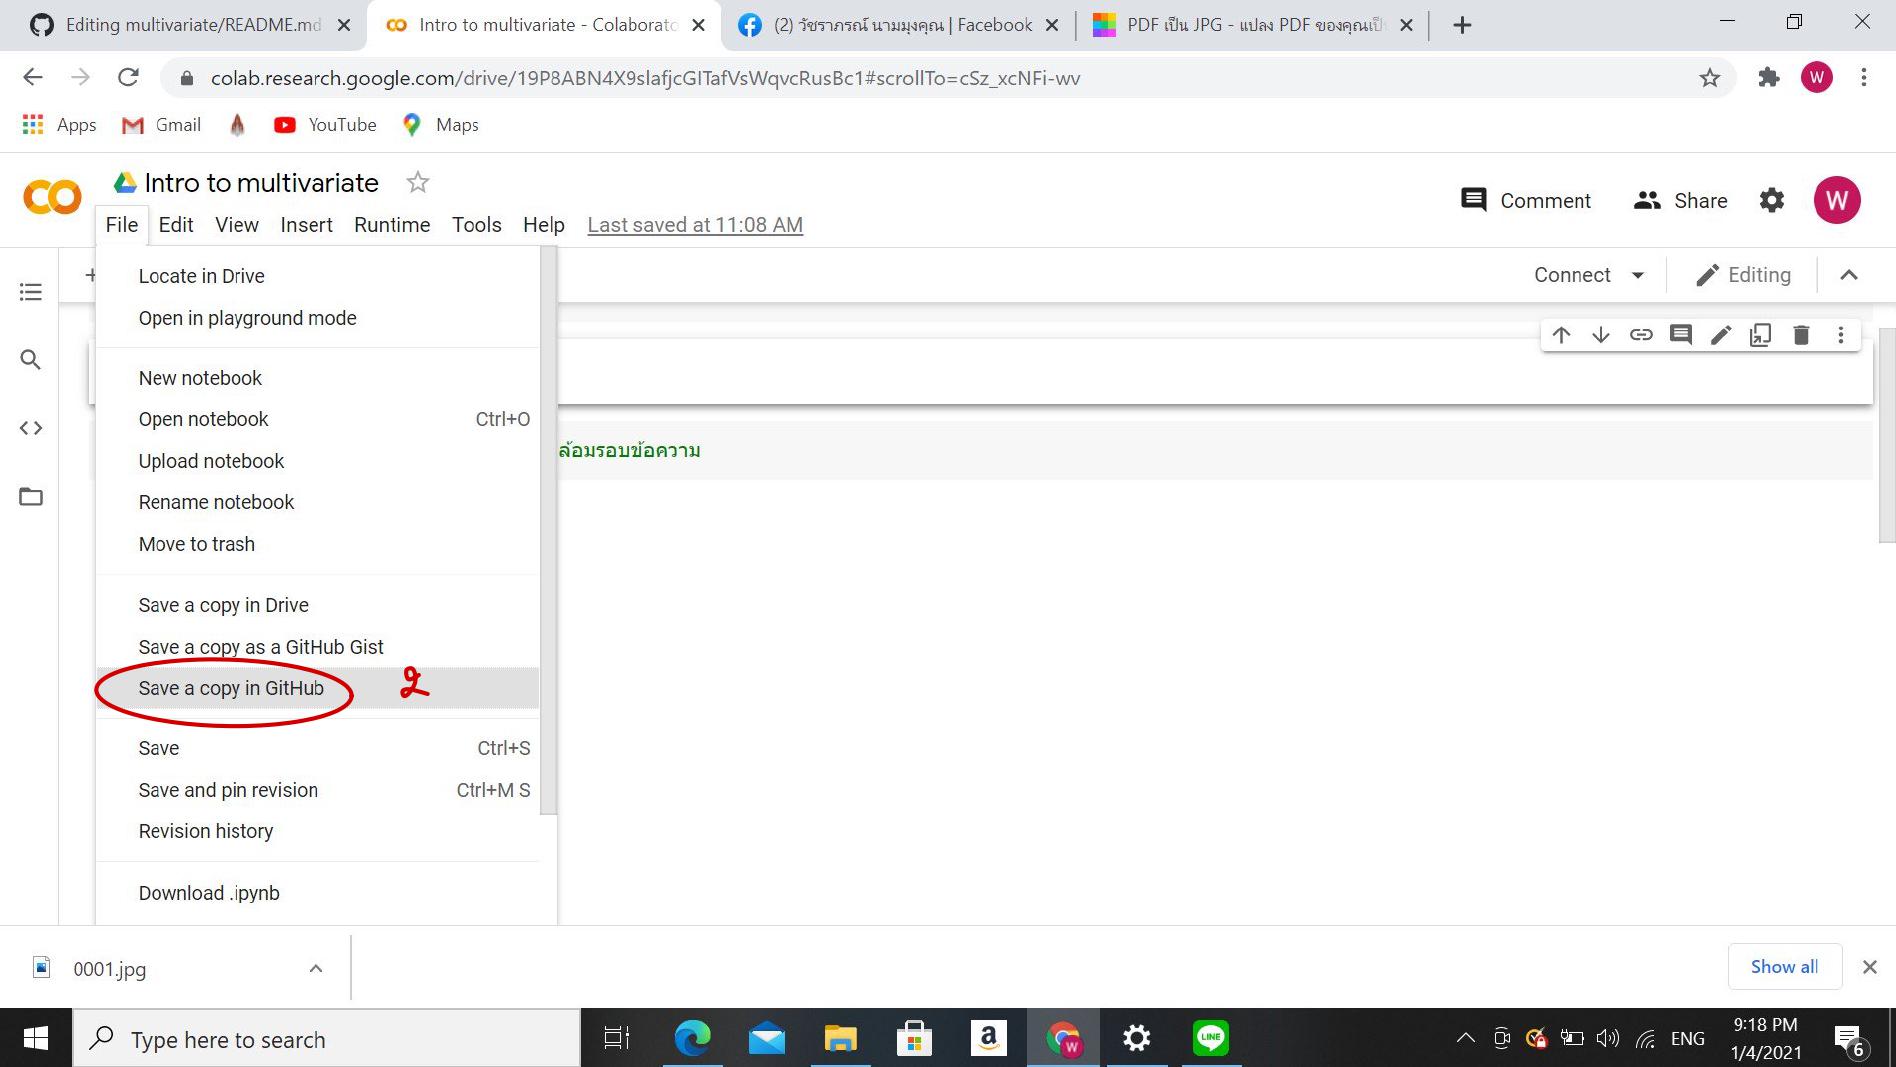 Editing multivariate/README.md
Intro to multivariate - Colaborato
(2) วัชราภรณ์ นามมุงคุณ | Facebook
PDF เป็น JPG - แปลง PDF ของคุณเป็
colab.research.google.com/drive/19P8ABN4X9slafjcGITafVsWqvcRusBc1#scrollTo=cSz_xcNFi-wv
W
Apps
Gmail
YouTube
Maps
Intro to multivariate
File Edit View Insert Runtime Tools Help Last saved at 11:08 AM
Comment
Share
W
Connect
Editing
Locate in Drive
Open in playground mode
New notebook
Open notebook Ctrl+O
Upload notebook
Rename notebook
Move to trash
Save a copy in Drive
Save a copy as a GitHub Gist
Save a copy in GitHub 2
Save Ctrl+S
Save and pin revision Ctrl+M S
Revision history
Download .ipynb
ล้อมรอบข้อความ
0001.jpg
Show all
Type here to search
a
W
LINE
ENG
9:18 PM
1/4/2021
6